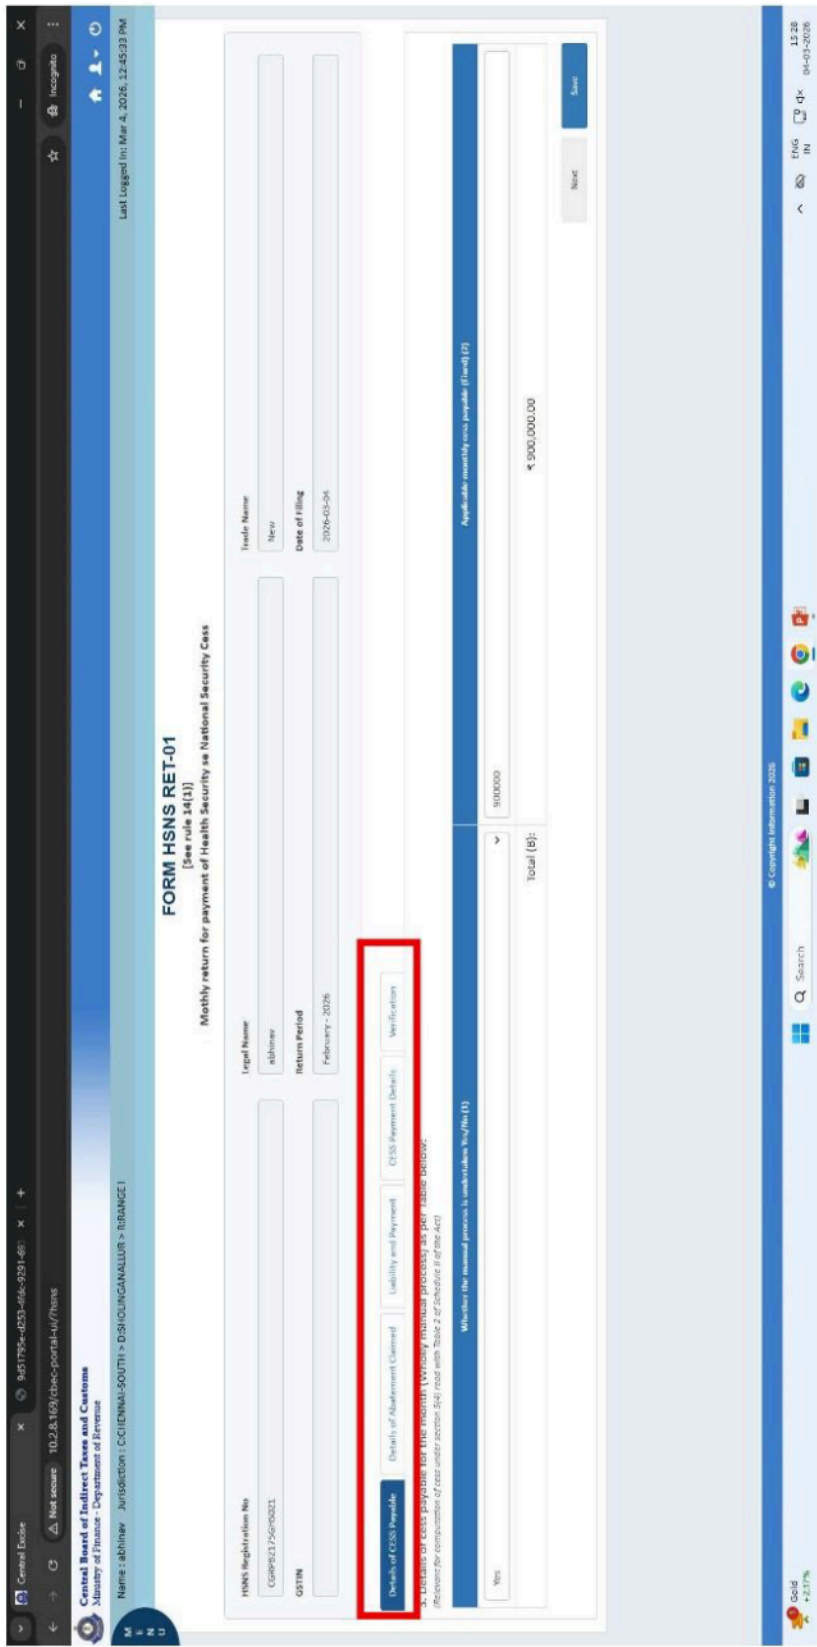 Central Excise
9d51795e-d253-4fdc-9291-691
Not secure 10.2.8.169/cbec-portal-ui/?hsns
Incognito
Central Board of Indirect Taxes and Customs
Ministry of Finance - Department of Revenue
Name : abhinav Jurisdiction : C:CHENNAI-SOUTH > D:SHOLINGANALLUR > R:RANGE I
Last Logged In: Mar 4, 2026, 12:45:33 PM
MENU
FORM HSNS RET-01
[See rule 14(1)]
Mothly return for payment of Health Security se National Security Cess
HSNS Registration No
Legal Name
Trade Name
abhinav
New
GSTIN
Return Period
Date of Filing
February - 2026
2026-03-04
Details of CESS Payable
Details of Abatement Claimed
Liability and Payment
CESS Payment Details
Verification
3. Details of cess payable for the month (Wholly manual process) as per Table Below:
(Relevant for computation of cess under section 5(4) read with Table 2 of Schedule II of the Act)
Whether the manual process is undertaken Yes/No (1)
Applicable monthly cess payable (Fixed) (2)
Yes
900000
Total (B):
₹ 900,000.00
Next
Save
© Copyright Information 2026
Gold
+2.17%
Search
ENG
IN
15:28
04-03-2026